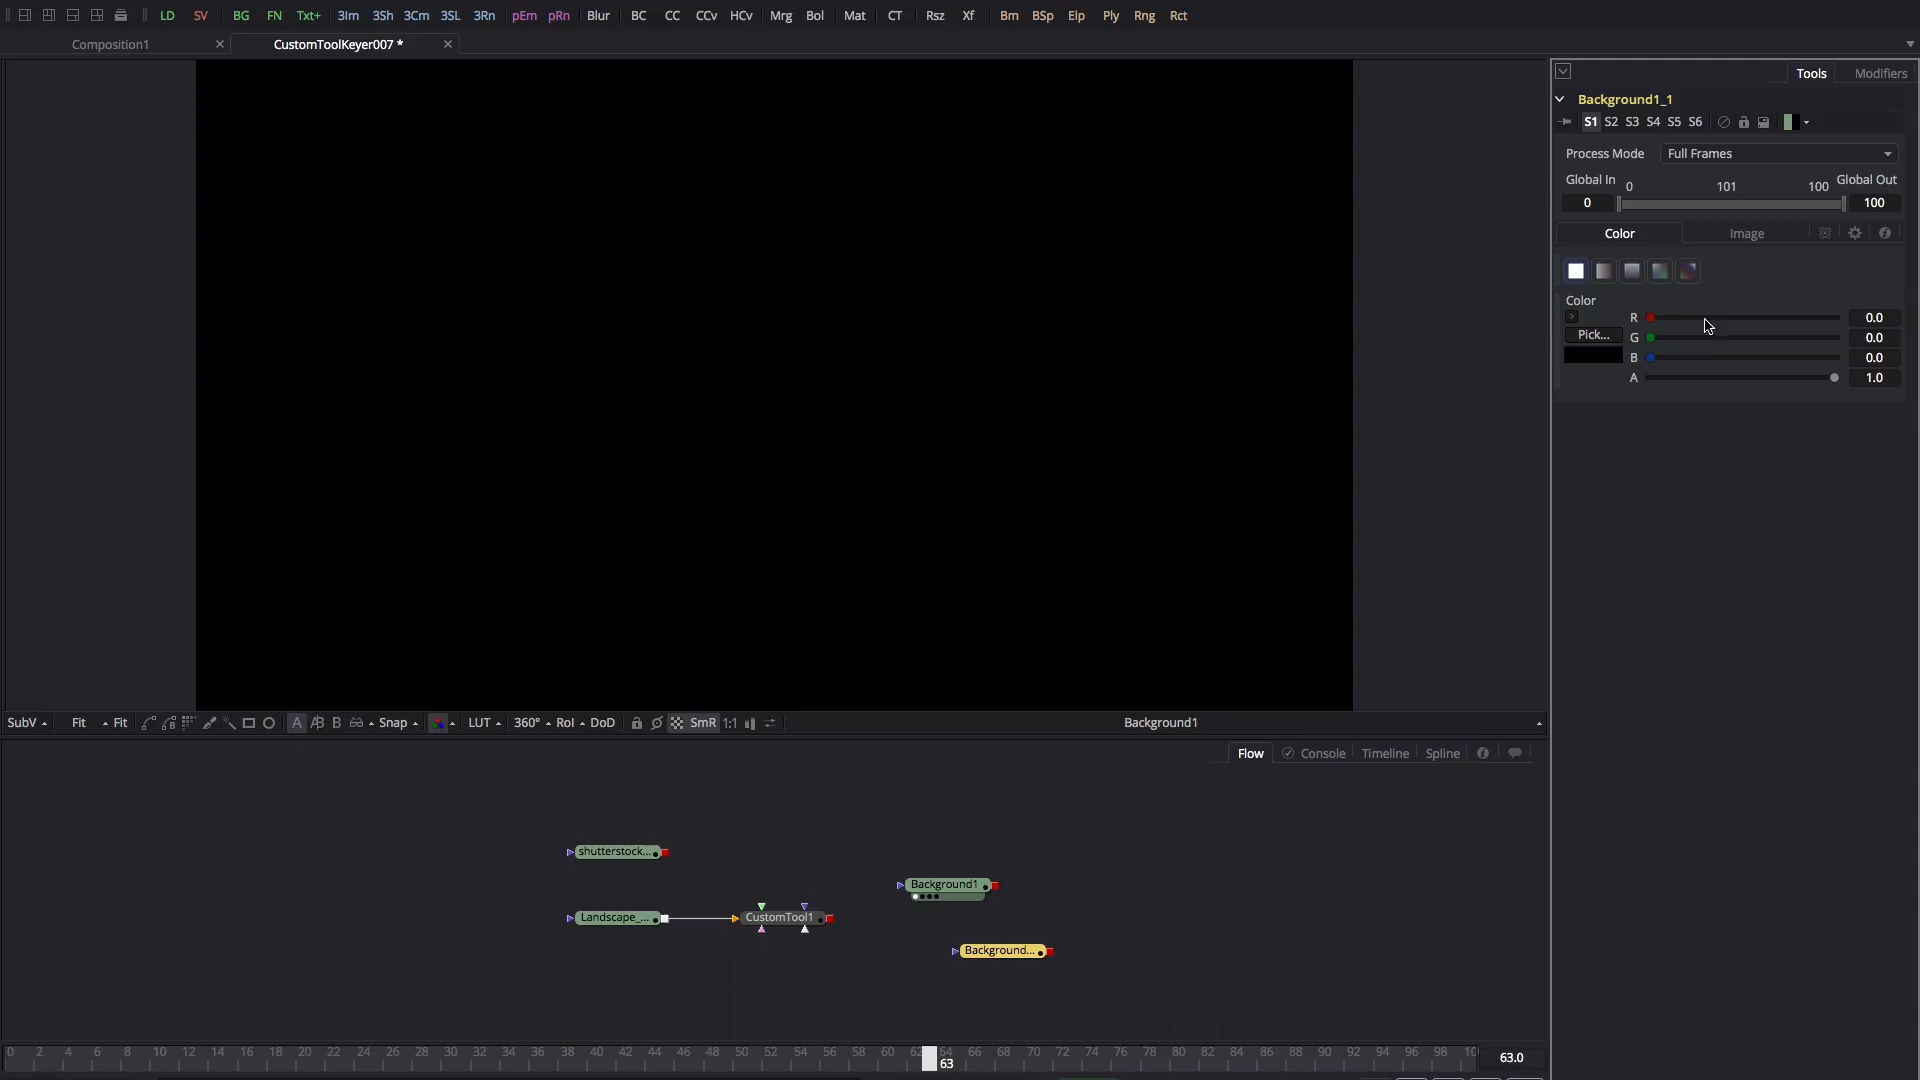 LD SV BG FN Txt+ 3Im 3Sh 3Cm 3SL 3Rn pEm pRn Blur BC CC CCv HCv Mrg Bol Mat CT Rsz Xf Bm BSp Elp Ply Rng Rct
Composition1 CustomToolKeyer007 *
Tools Modifiers
Background1_1
S1 S2 S3 S4 S5 S6
Process Mode Full Frames
Global In 0 101 100 Global Out
0 100
Color Image
Color
R 0.0
Pick...
G 0.0
B 0.0
A 1.0
SubV Fit Fit A B Snap LUT 360° RoI DoD SmR 1:1 Background1
Flow Console Timeline Spline
shutterstock...
Background1
Landscape_... CustomTool1
Background...
0 2 4 6 8 10 12 14 16 18 20 22 24 26 28 30 32 34 36 38 40 42 44 46 48 50 52 54 56 58 60 62 64 66 68 70 72 74 76 78 80 82 84 86 88 90 92 94 96 98 63.0
63